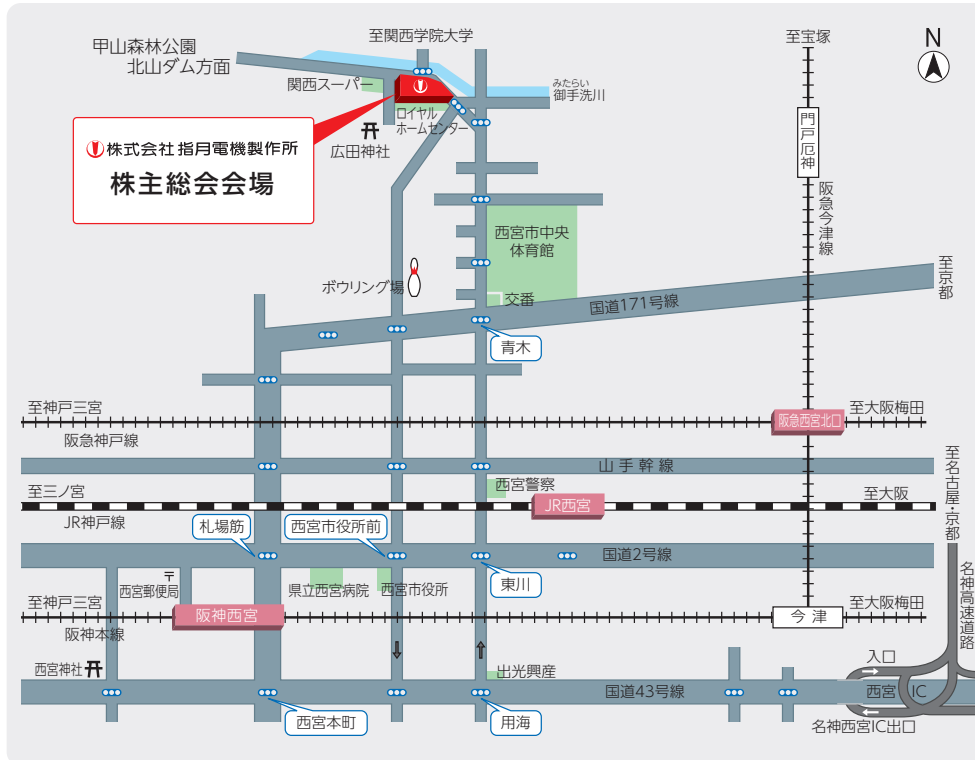 至関西学院大学
至宝塚
N
甲山森林公園
北山ダム方面
関西スーパー
みたらい
御手洗川
ロイヤル
ホームセンター
広田神社
門戸厄神
株式会社 指月電機製作所
株主総会会場
阪急今津線
西宮市中央
体育館
至京都
ボウリング場
交番
国道171号線
青木
至神戸三宮
阪急西宮北口
至大阪梅田
阪急神戸線
山手幹線
至名古屋・京都
西宮警察
至三ノ宮
JR西宮
至大阪
JR神戸線
札場筋
西宮市役所前
国道2号線
東川
〒
西宮郵便局
県立西宮病院
西宮市役所
名神高速道路
至神戸三宮
阪神西宮
今津
至大阪梅田
阪神本線
西宮神社
出光興産
入口
国道43号線
西宮 IC
西宮本町
用海
名神西宮IC出口